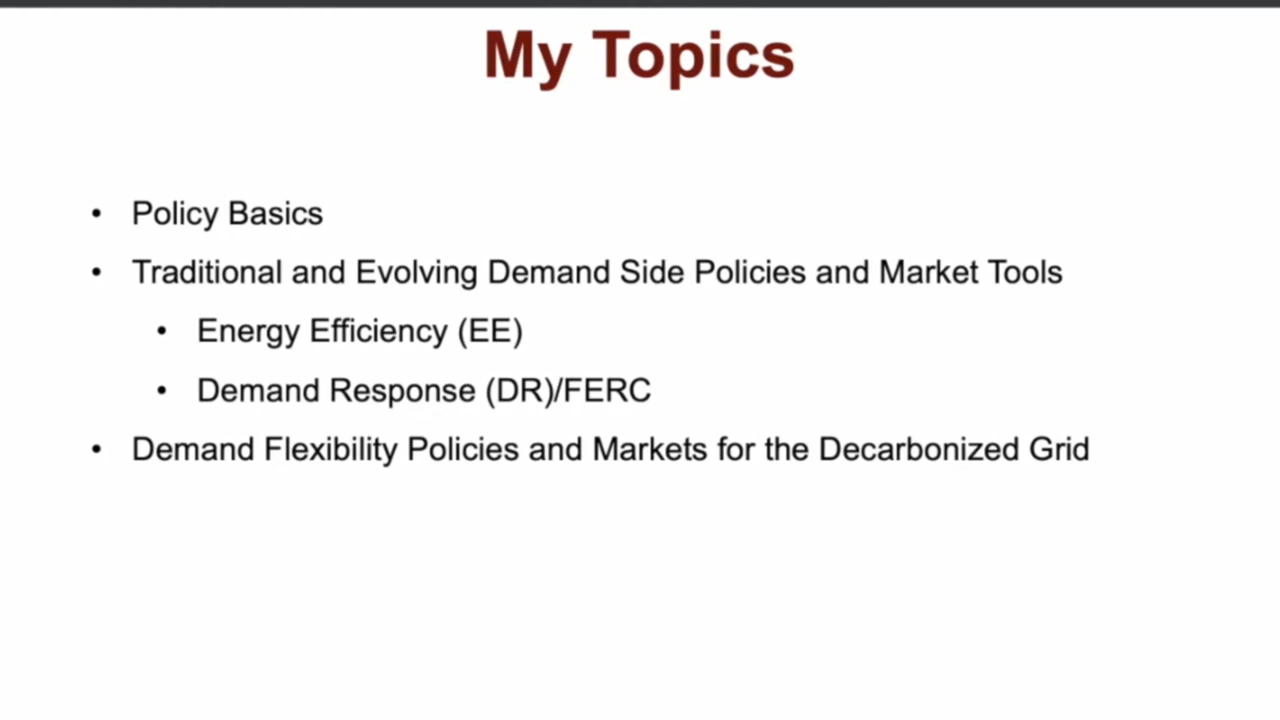 My Topics
• Policy Basics
• Traditional and Evolving Demand Side Policies and Market Tools
• Energy Efficiency (EE)
• Demand Response (DR)/FERC
• Demand Flexibility Policies and Markets for the Decarbonized Grid